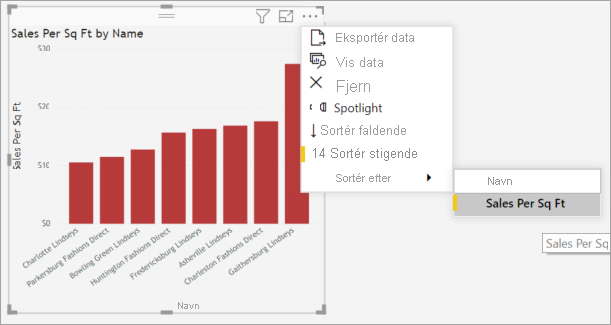 Sales Per Sq Ft by Name
$30
$20
$10
$0
Sales Per Sq Ft
Charlotte Lindseys
Parkersburg Fashions Direct
Bowling Green Lindseys
Huntington Fashions Direct
Fredericksburg Lindseys
Asheville Lindseys
Charleston Fashions Direct
Gaithersburg Lindseys
Navn
Eksportér data
Vis data
Fjern
Spotlight
Sortér faldende
14 Sortér stigende
Sortér efter
Navn
Sales Per Sq Ft
Sales Per Sq